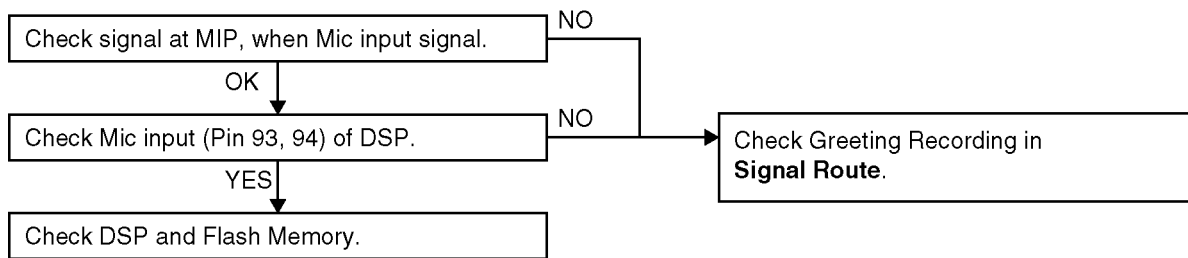 Check signal at MIP, when Mic input signal.
NO
OK
Check Mic input (Pin 93, 94) of DSP.
NO
Check Greeting Recording in
Signal Route.
YES
Check DSP and Flash Memory.